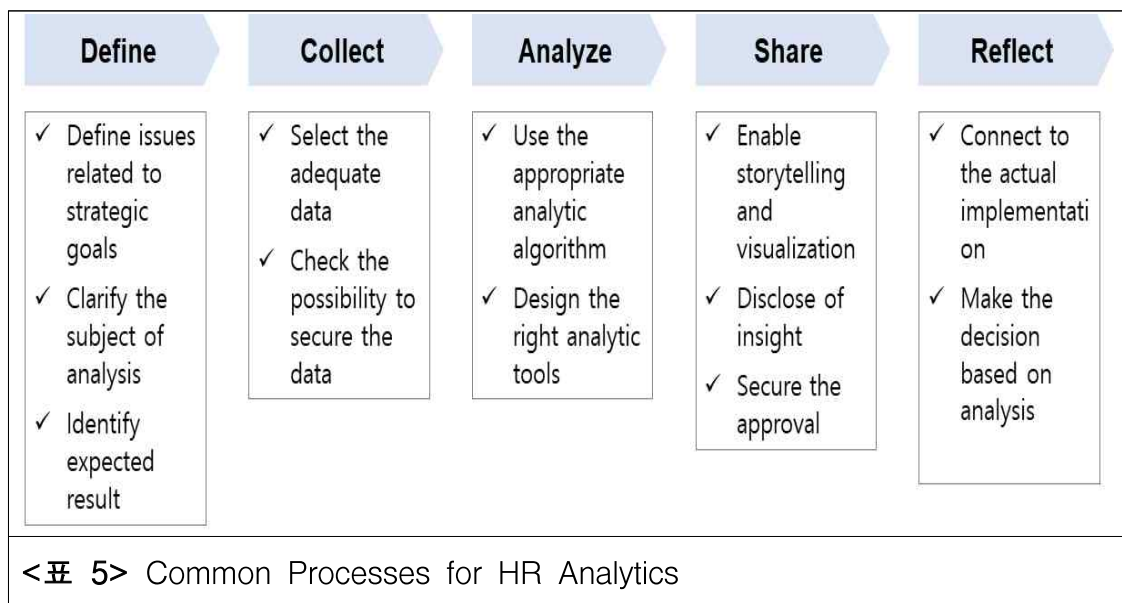 Define
✓ Define issues
related to
strategic
goals
✓ Clarify the
subject of
analysis
✓ Identify
expected
result
Collect
✓ Select the
adequate
data
✓ Check the
possibility to
secure the
data
Analyze
✓ Use the
appropriate
analytic
algorithm
✓ Design the
right analytic
tools
Share
✓ Enable
storytelling
and
visualization
✓ Disclose of
insight
✓ Secure the
approval
Reflect
✓ Connect to
the actual
implementati
on
✓ Make the
decision
based on
analysis
<표 5> Common Processes for HR Analytics